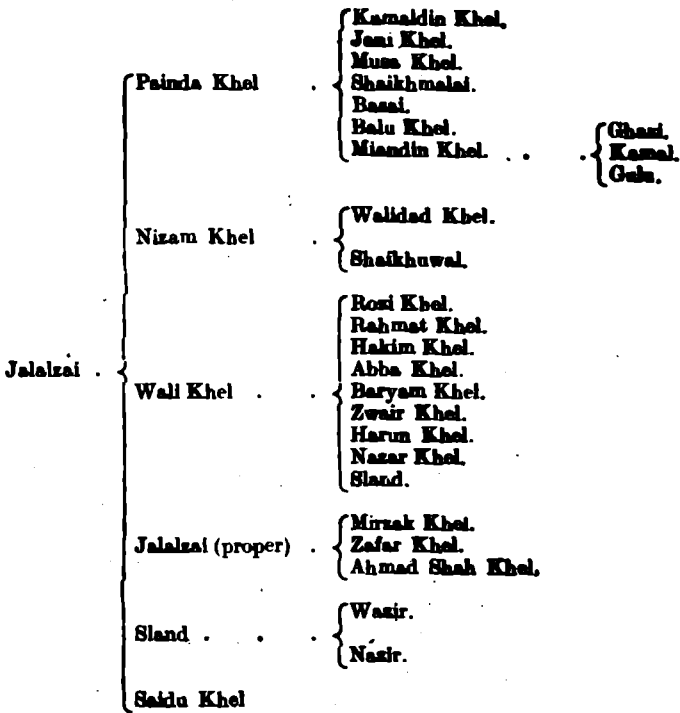 Kamaldin Khel.
Jani Khel.
Musa Khel.
Painda Khel . Shaikhmalai.
Basai.
Balu Khel.
Miandin Khel. . . .
Ghazi.
Kamal.
Gulu.
Nizam Khel .
Walidad Khel.
Shaikhuwal.
Jalalzai .
Wali Khel . .
Rozi Khel.
Rahmat Khel.
Hakim Khel.
Abba Khel.
Baryam Khel.
Zwair Khel.
Harun Khel.
Nazar Khel.
Sland.
Jalalzai (proper) .
Mirzak Khel.
Zafar Khel.
Ahmad Shah Khel.
Sland . . .
Wazir.
Nazir.
Saidu Khel